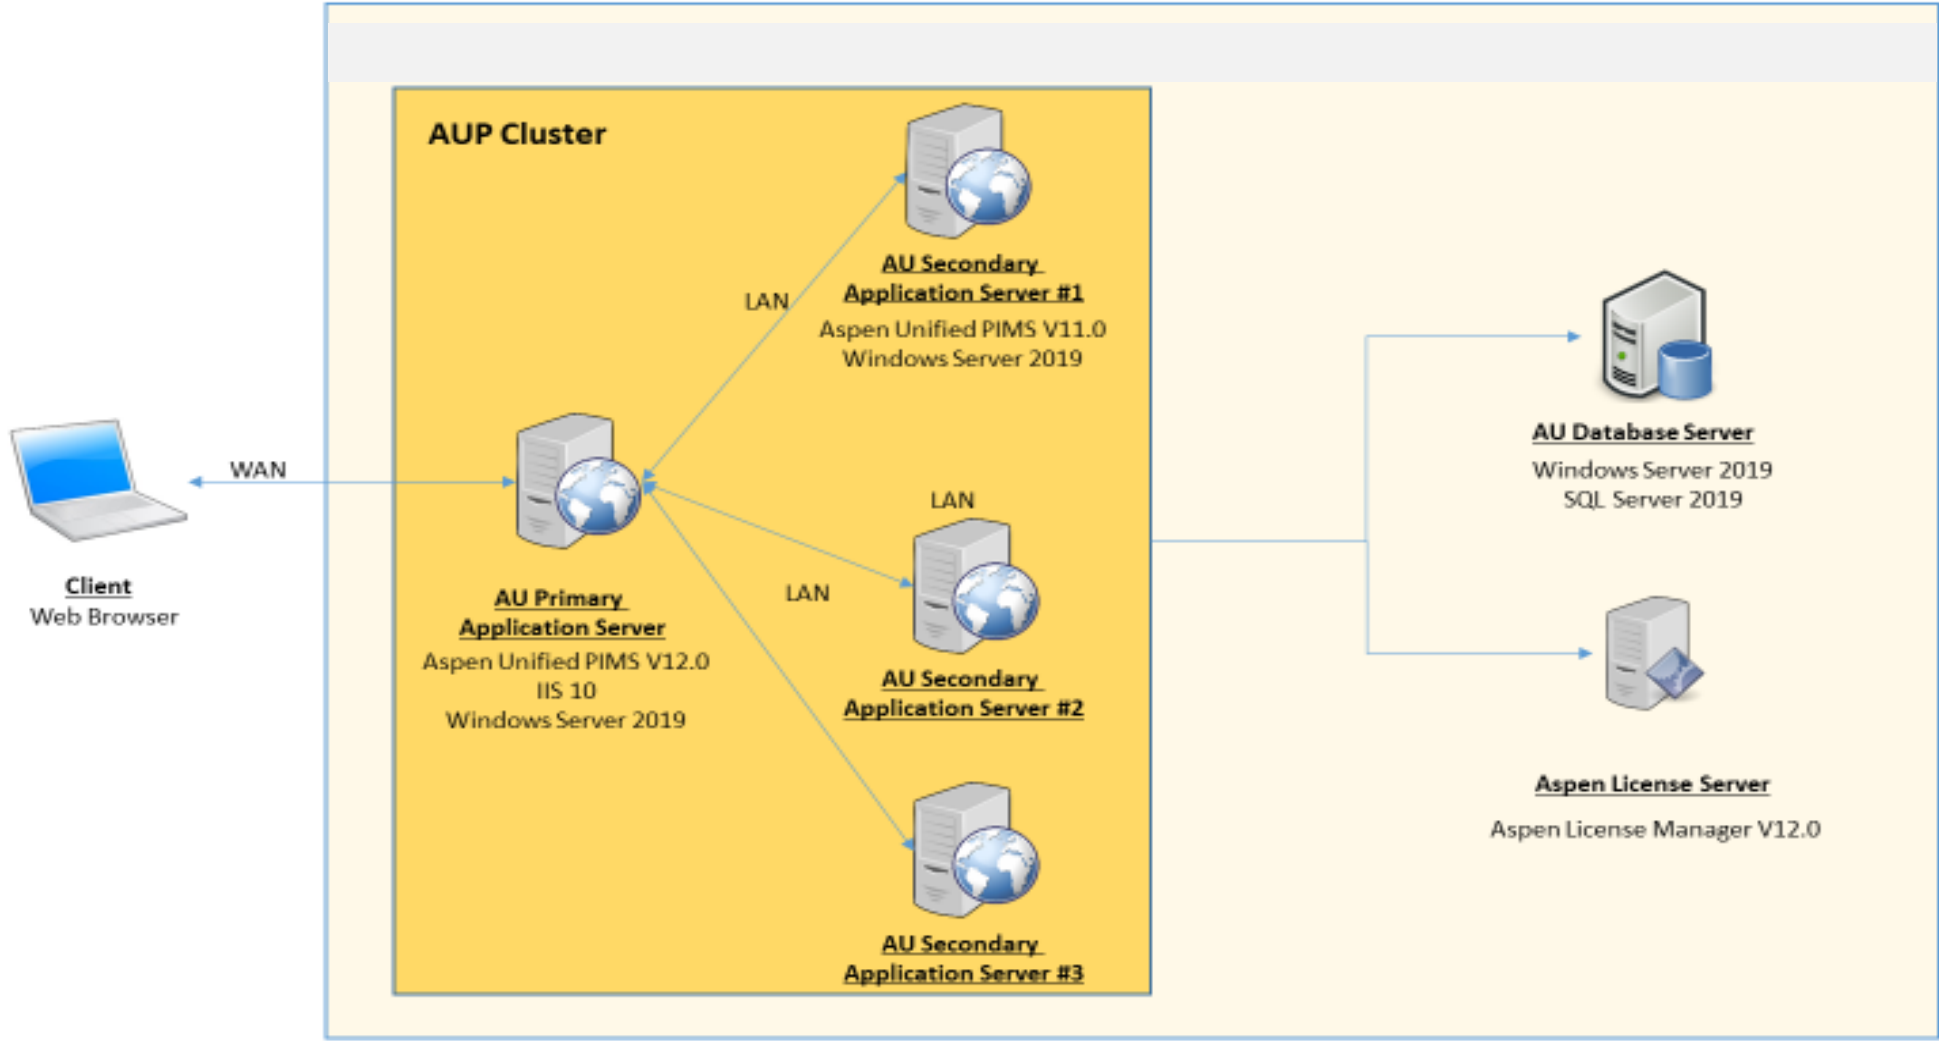 AUP Cluster
AU Secondary
Application Server #1
Aspen Unified PIMS V11.0
Windows Server 2019
LAN
WAN
Client
Web Browser
AU Primary
Application Server
Aspen Unified PIMS V12.0
IIS 10
Windows Server 2019
LAN
LAN
AU Secondary
Application Server #2
AU Secondary
Application Server #3
AU Database Server
Windows Server 2019
SQL Server 2019
Aspen License Server
Aspen License Manager V12.0